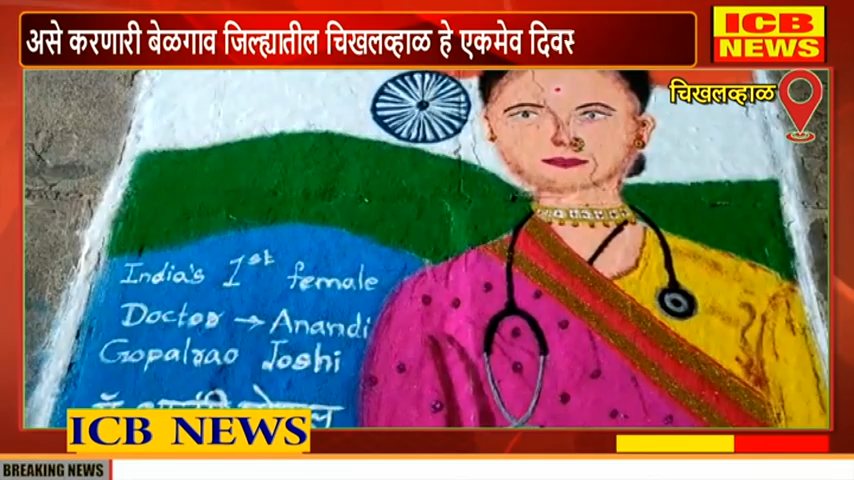 असे करणारी बेळगाव जिल्ह्यातील चिखलव्हाळ हे एकमेव दिवस
ICB
NEWS
चिखलव्हाळ
India's 1st female
Doctor → Anandi
Gopalrao Joshi
ICB NEWS
BREAKING NEWS